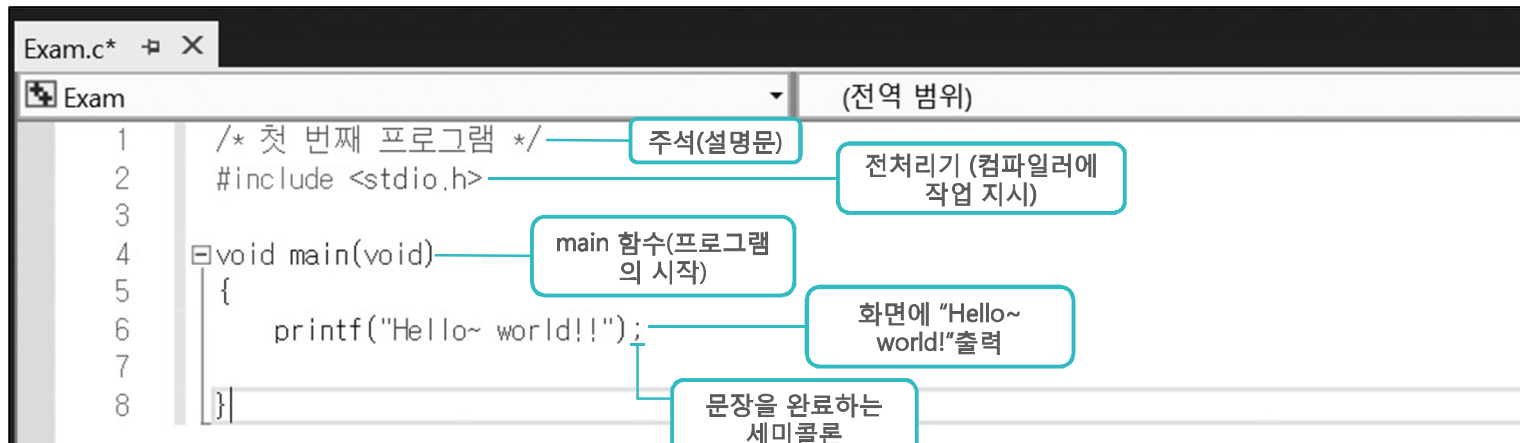 Exam.c*
Exam
(전역 범위)
1 /* 첫 번째 프로그램 */
주석(설명문)
2 #include <stdio.h>
전처리기 (컴파일러에
작업 지시)
3
4 void main(void)
main 함수(프로그램
의 시작)
5 {
6 printf("Hello~ world!!");
화면에 “Hello~
world!”출력
7
8 }
문장을 완료하는
세미콜론